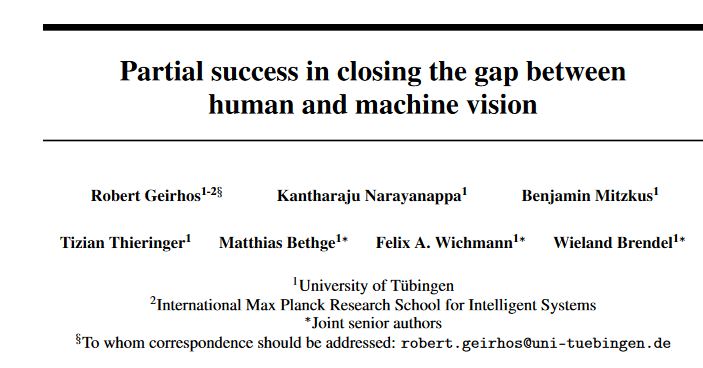 Partial success in closing the gap between
human and machine vision
Robert Geirhos¹⁻²§ Kantharaju Narayanappa¹ Benjamin Mitzkus¹
Tizian Thieringer¹ Matthias Bethge¹* Felix A. Wichmann¹* Wieland Brendel¹*
¹University of Tübingen
²International Max Planck Research School for Intelligent Systems
*Joint senior authors
§To whom correspondence should be addressed: robert.geirhos@uni-tuebingen.de